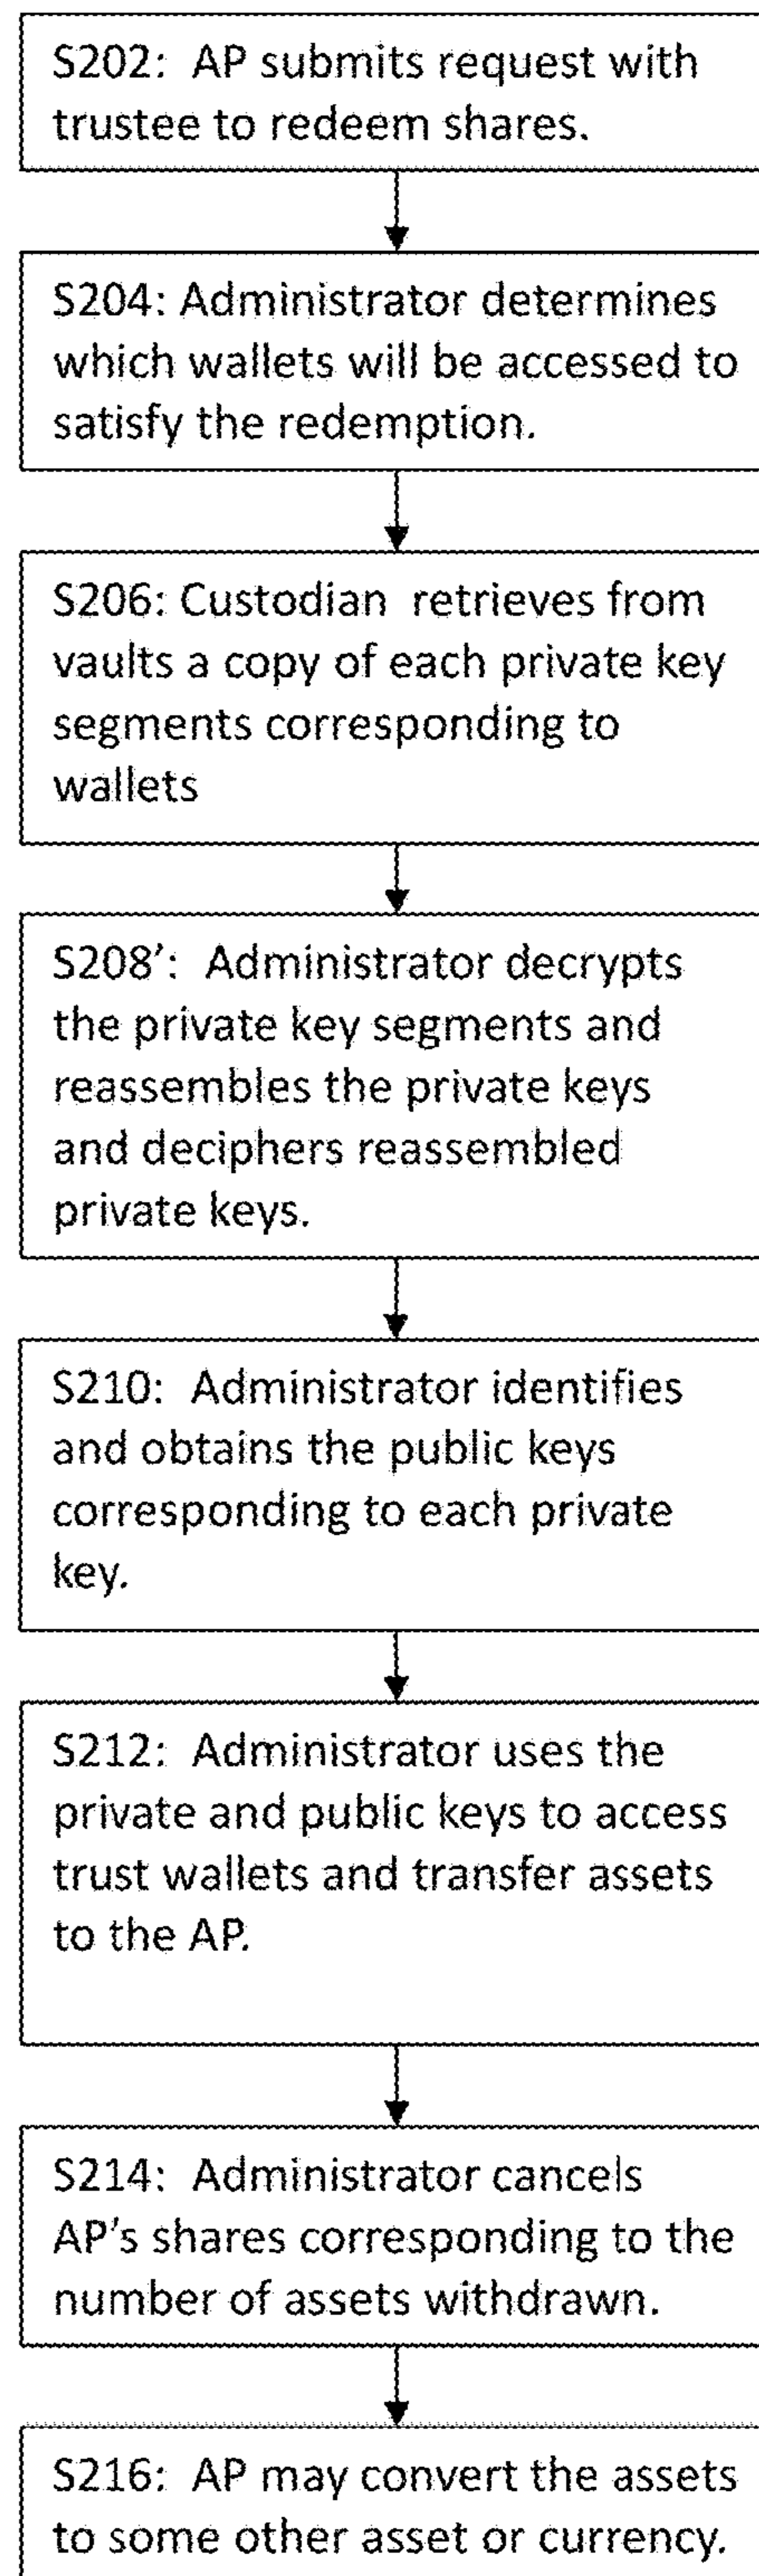 S202: AP submits request with
trustee to redeem shares.
S204: Administrator determines
which wallets will be accessed to
satisfy the redemption.
S206: Custodian retrieves from
vaults a copy of each private key
segments corresponding to
wallets
S208’: Administrator decrypts
the private key segments and
reassembles the private keys
and deciphers reassembled
private keys.
S210: Administrator identifies
and obtains the public keys
corresponding to each private
key.
S212: Administrator uses the
private and public keys to access
trust wallets and transfer assets
to the AP.
S214: Administrator cancels
AP’s shares corresponding to the
number of assets withdrawn.
S216: AP may convert the assets
to some other asset or currency.